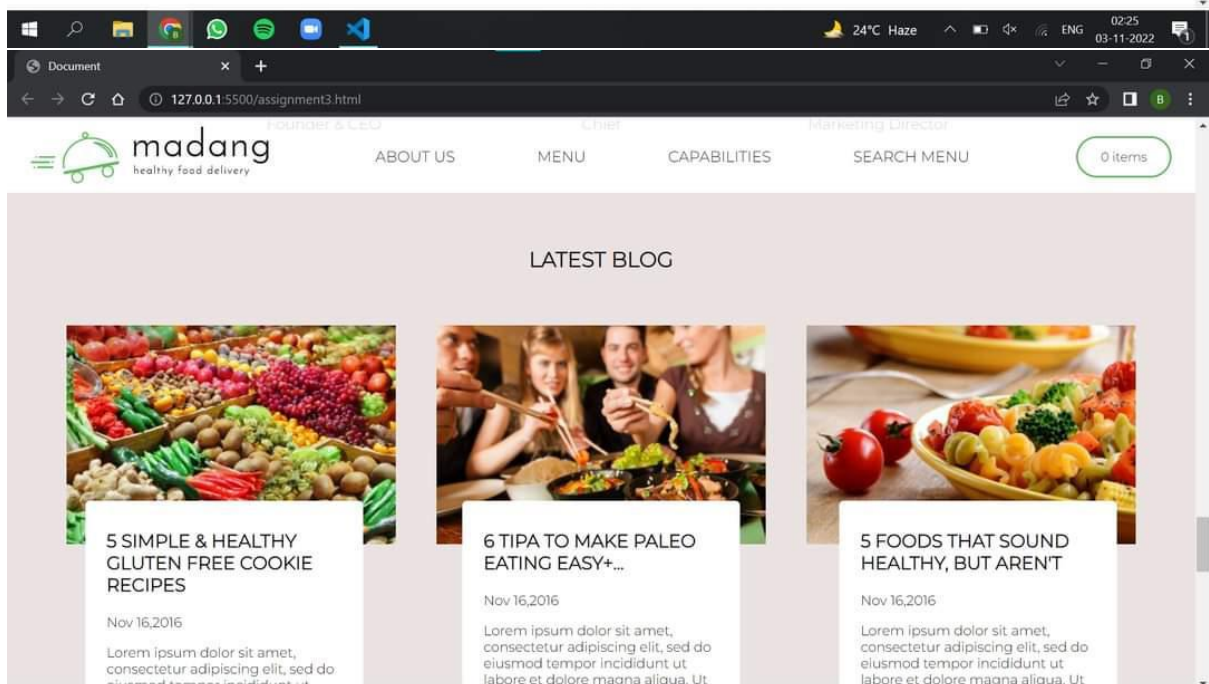 24°C Haze
ENG
02:25
03-11-2022
1
Document
127.0.0.1:5500/assignment3.html
B
Founder & CEO Chief Marketing Director
madang
healthy food delivery
ABOUT US MENU CAPABILITIES SEARCH MENU 0 items
LATEST BLOG
5 SIMPLE & HEALTHY
GLUTEN FREE COOKIE
RECIPES
Nov 16,2016
Lorem ipsum dolor sit amet,
consectetur adipiscing elit, sed do
eiusmod tempor incididunt ut
6 TIPA TO MAKE PALEO
EATING EASY+...
Nov 16,2016
Lorem ipsum dolor sit amet,
consectetur adipiscing elit, sed do
eiusmod tempor incididunt ut
labore et dolore magna aliqua. Ut
5 FOODS THAT SOUND
HEALTHY, BUT AREN'T
Nov 16,2016
Lorem ipsum dolor sit amet,
consectetur adipiscing elit, sed do
eiusmod tempor incididunt ut
labore et dolore magna aliqua. Ut